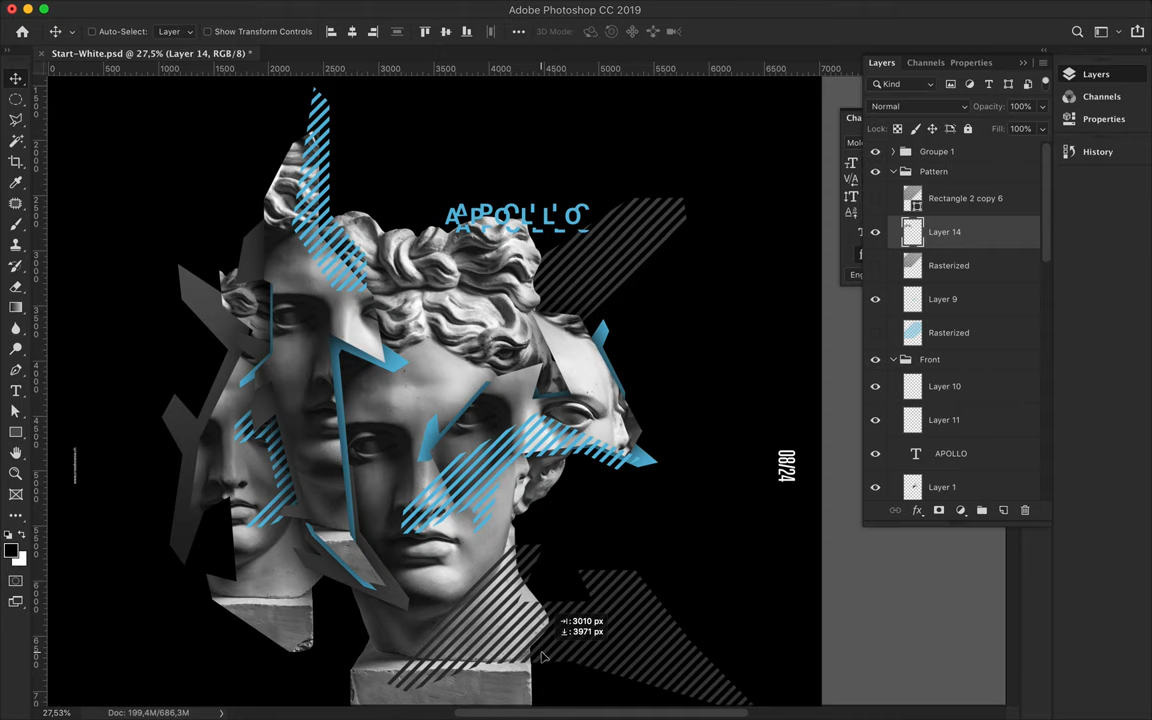 Adobe Photoshop CC 2019
Auto-Select: Layer Show Transform Controls 3D Mode:
Start-White.psd @ 27,5% (Layer 14, RGB/8) *
0 500 1000 1500 2000 2500 3000 3500 4000 4500 5000 5500 6000 6500 7000
Layers Channels Properties
Kind
Normal Opacity: 100%
Lock: Fill: 100%
Groupe 1
Pattern
Rectangle 2 copy 6
Layer 14
Rasterized
Layer 9
Rasterized
Front
Layer 10
Layer 11
APOLLO
Layer 1
Layers
Channels
Properties
History
Cha
Mole
Eng
APOLLO
08/24
: 3010 px
: 3971 px
27,53% Doc: 199,4M/686,3M